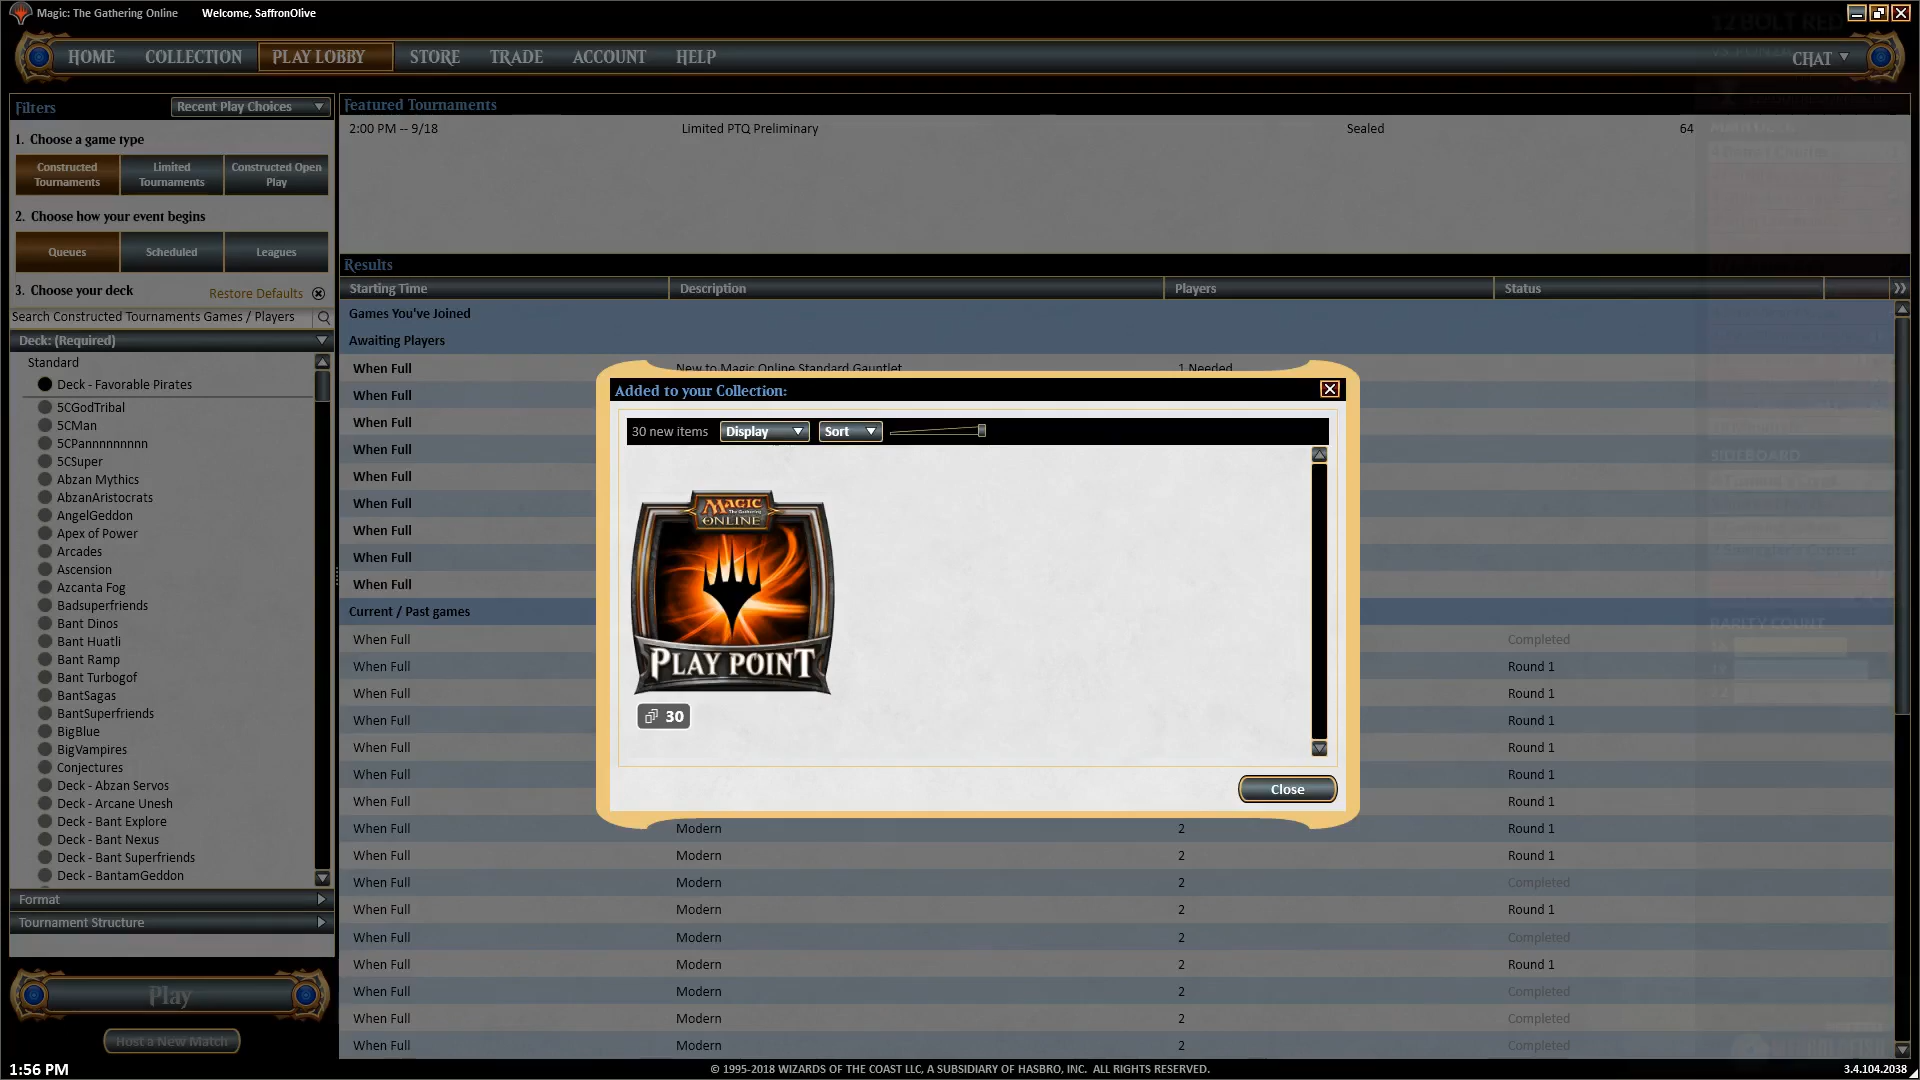 Magic: The Gathering Online
Welcome, SaffronOlive
HOME
COLLECTION
PLAY LOBBY
STORE
TRADE
ACCOUNT
HELP
CHAT
12 BOLT RED
Filters
Recent Play Choices
1. Choose a game type
Constructed Tournaments
Limited Tournaments
Constructed Open Play
2. Choose how your event begins
Queues
Scheduled
Leagues
3. Choose your deck
Restore Defaults
Search Constructed Tournaments Games / Players
Deck: (Required)
Standard
Deck - Favorable Pirates
5CGodTribal
5CMan
5CPannnnnnnnn
5CSuper
Abzan Mythics
AbzanAristocrats
AngelGeddon
Apex of Power
Arcades
Ascension
Azcanta Fog
Badsuperfriends
Bant Dinos
Bant Huatli
Bant Ramp
Bant Turbogof
BantSagas
BantSuperfriends
BigBlue
BigVampires
Conjectures
Deck - Abzan Servos
Deck - Arcane Unesh
Deck - Bant Explore
Deck - Bant Nexus
Deck - Bant Superfriends
Deck - BantamGeddon
Format
Tournament Structure
Play
Host a New Match
1:56 PM
Featured Tournaments
2:00 PM -- 9/18 Limited PTQ Preliminary Sealed 64
Results
Starting Time Description Players Status
Games You've Joined
Awaiting Players
When Full New to Magic Online Standard Gauntlet 1 Needed
When Full
When Full
When Full
When Full
When Full
When Full
When Full
When Full
Current / Past games
When Full Completed
When Full Round 1
When Full Round 1
When Full Round 1
When Full Round 1
When Full Round 1
When Full Round 1
When Full Modern 2 Round 1
When Full Modern 2 Round 1
When Full Modern 2 Completed
When Full Modern 2 Round 1
When Full Modern 2 Completed
When Full Modern 2 Round 1
When Full Modern 2 Completed
When Full Modern 2 Completed
When Full Modern 2 Completed
Added to your Collection:
30 new items
Display
Sort
MAGIC
The Gathering
ONLINE
PLAY POINT
30
Close
SIDEBOARD
RARITY COUNT
© 1995-2018 WIZARDS OF THE COAST LLC, A SUBSIDIARY OF HASBRO, INC. ALL RIGHTS RESERVED.
3.4.104.2038